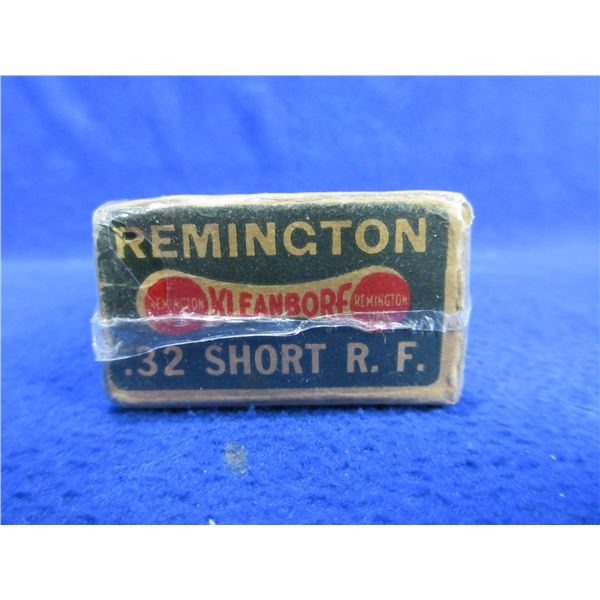 REMINGTON
REMINGTON KLEANBORE REMINGTON
.32 SHORT R. F.